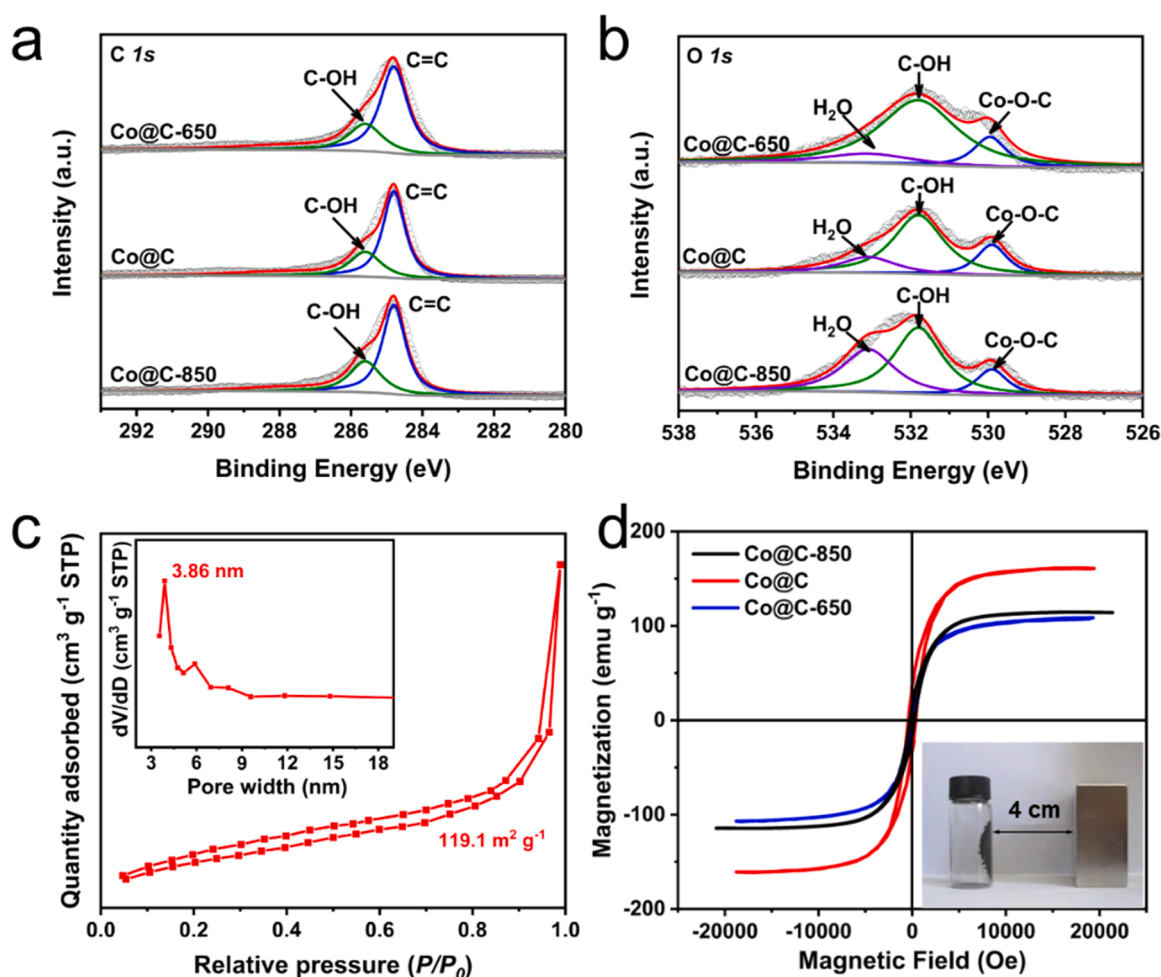 a
C 1s
C-OH
C=C
Co@C-650
C-OH
C=C
Co@C
C-OH
C=C
Co@C-850
Intensity (a.u.)
292 290 288 286 284 282 280
Binding Energy (eV)
b
O 1s
C-OH
H₂O
Co-O-C
Co@C-650
C-OH
H₂O
Co-O-C
Co@C
C-OH
H₂O
Co-O-C
Co@C-850
Intensity (a.u.)
538 536 534 532 530 528 526
Binding Energy (eV)
c
Quantity adsorbed (cm³ g⁻¹ STP)
dV/dD (cm³ g⁻¹ STP)
3.86 nm
3 6 9 12 15 18
Pore width (nm)
119.1 m² g⁻¹
0.0 0.2 0.4 0.6 0.8 1.0
Relative pressure (P/P₀)
d
Magnetization (emu g⁻¹)
200
100
0
-100
-200
Co@C-850
Co@C
Co@C-650
4 cm
-20000 -10000 0 10000 20000
Magnetic Field (Oe)